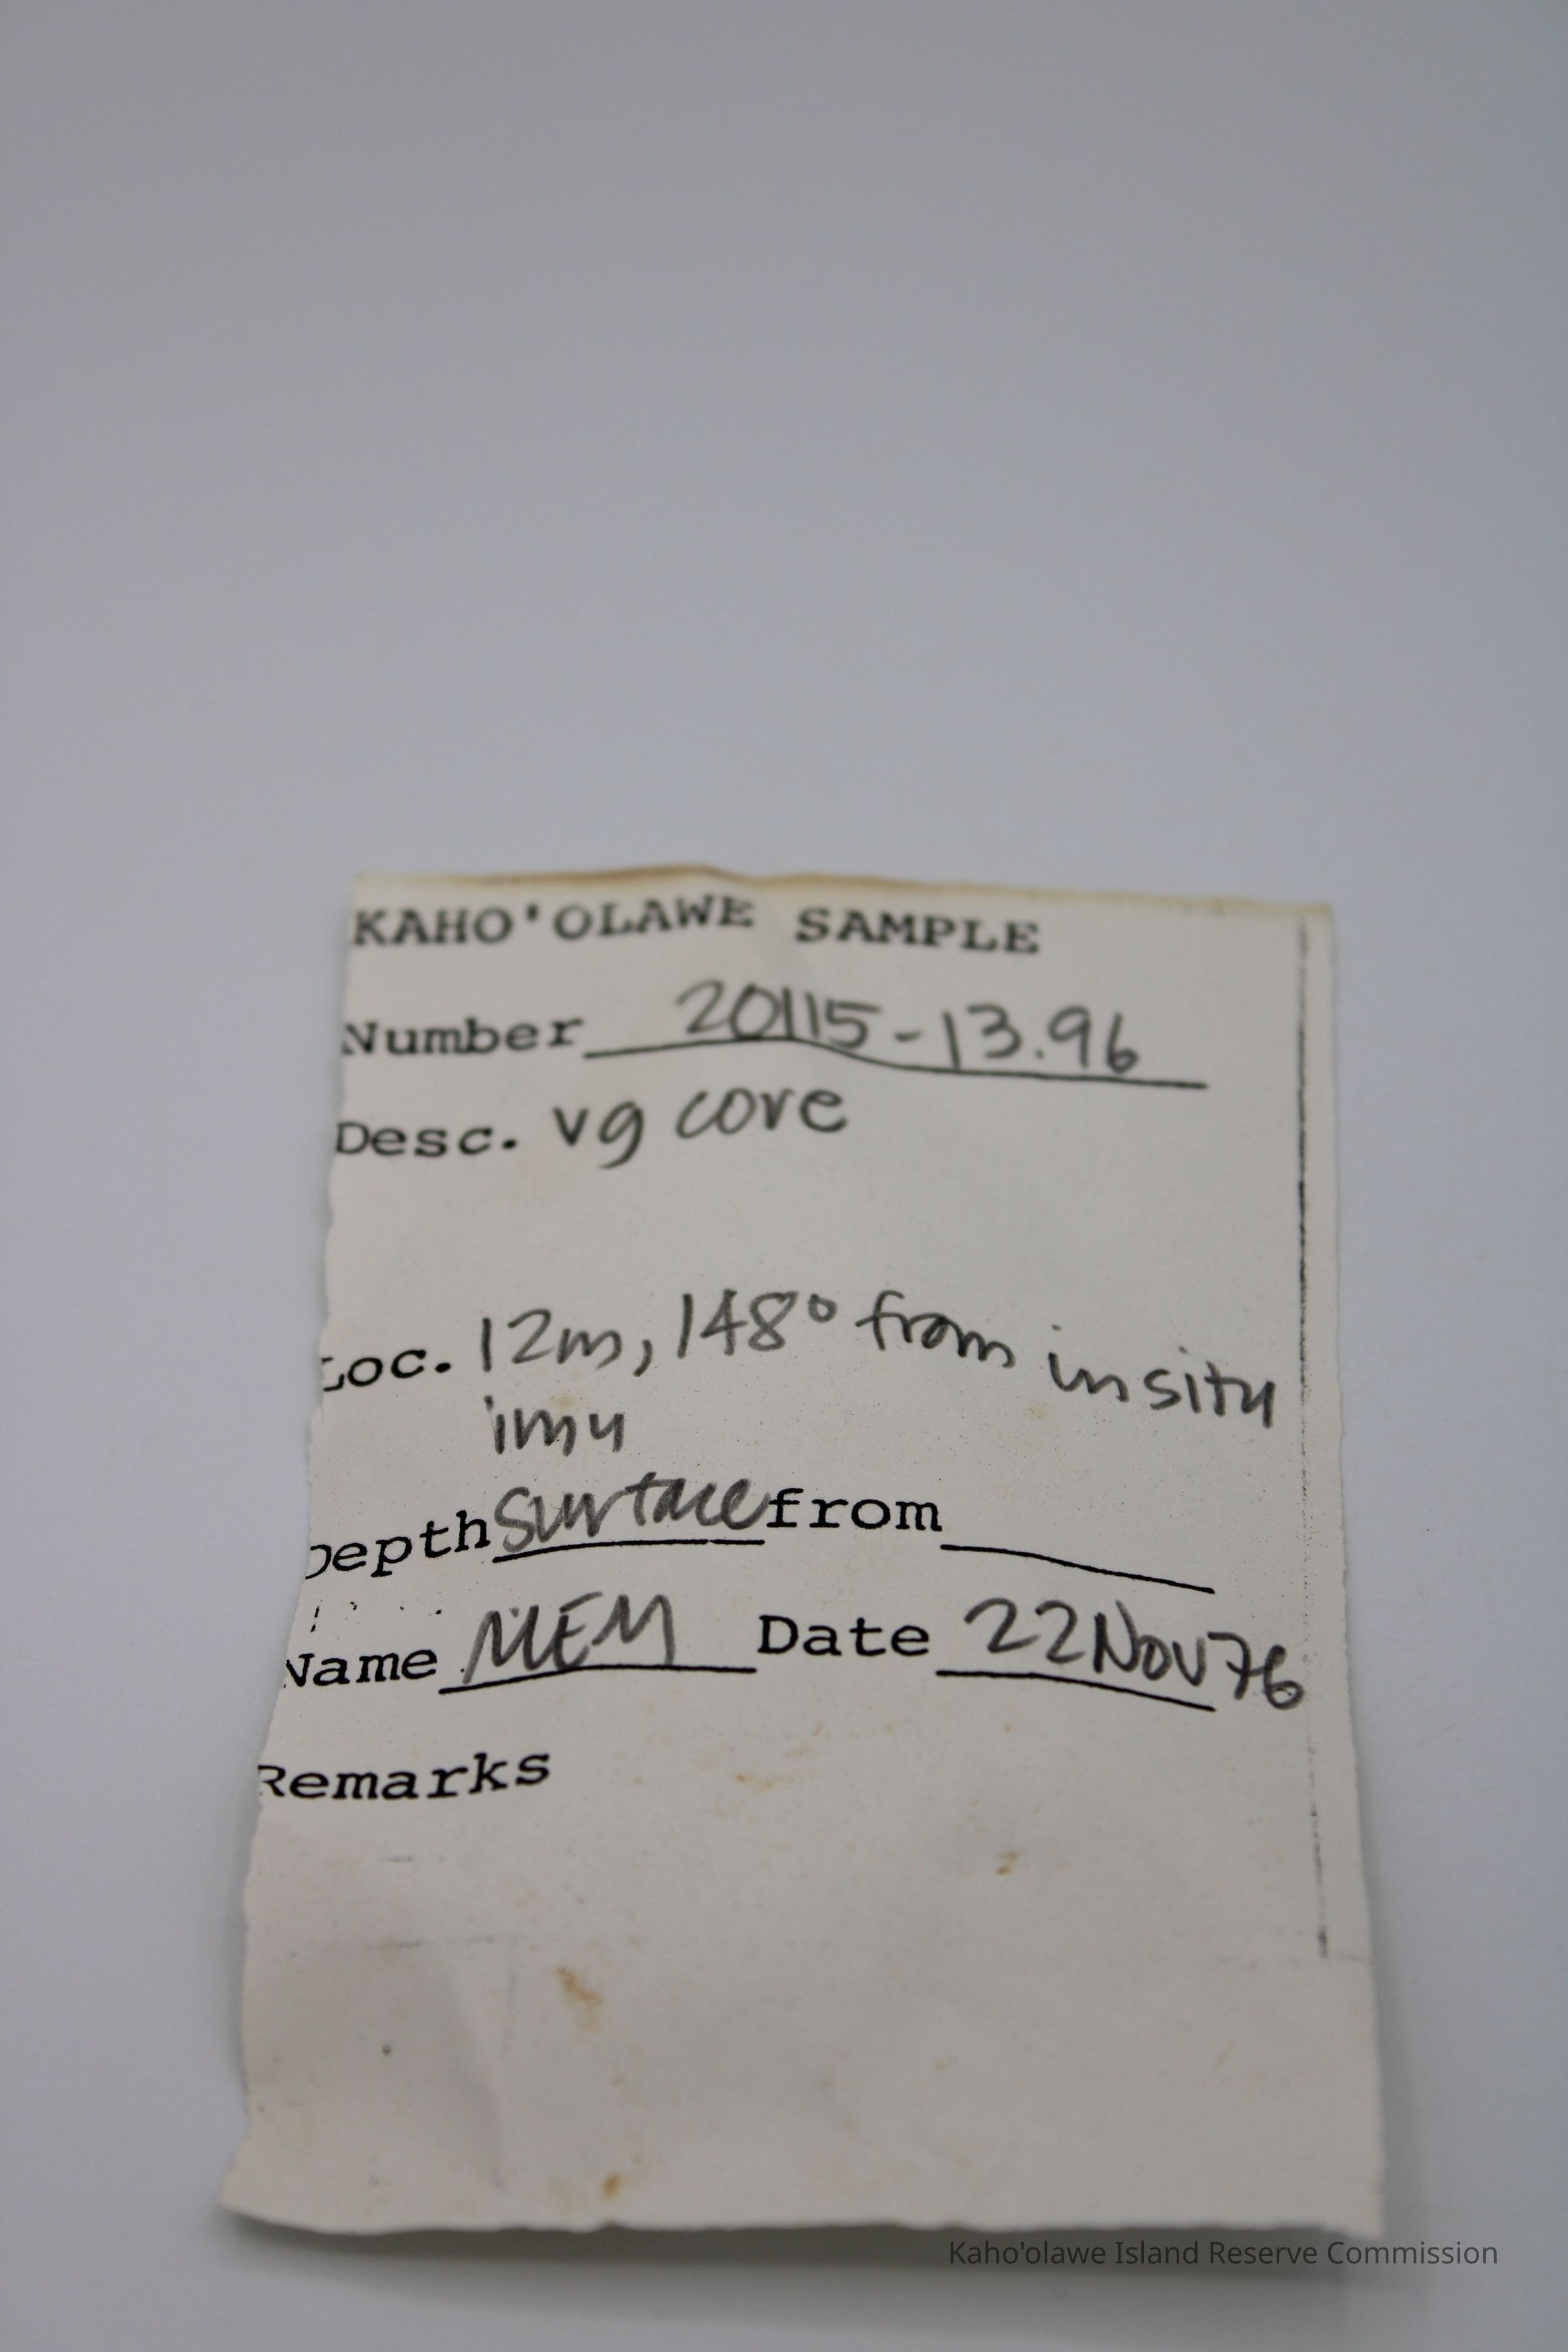 KAHO'OLAWE SAMPLE
Number 20115-13.96
Desc. vg core
Loc. 12m, 148° from in situ
imu
Depth surface from
Name MEM Date 22Nov76
Remarks
Kaho'olawe Island Reserve Commission